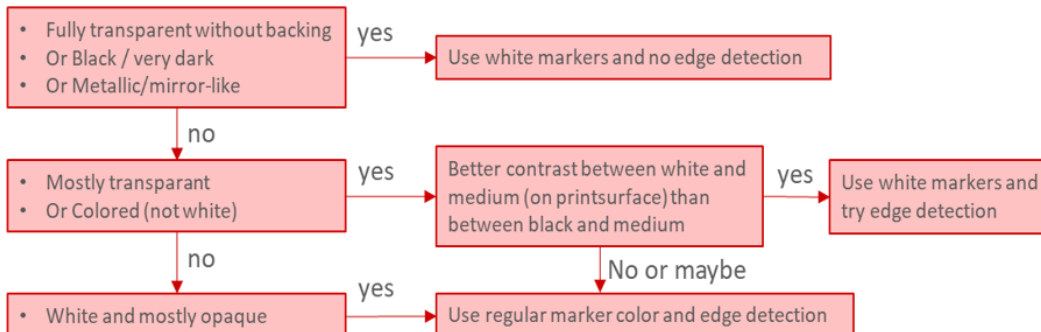 • Fully transparent without backing
• Or Black / very dark
• Or Metallic/mirror-like
yes
Use white markers and no edge detection
no
• Mostly transparant
• Or Colored (not white)
yes
Better contrast between white and
medium (on printsurface) than
between black and medium
yes
Use white markers and
try edge detection
no
No or maybe
• White and mostly opaque
yes
Use regular marker color and edge detection